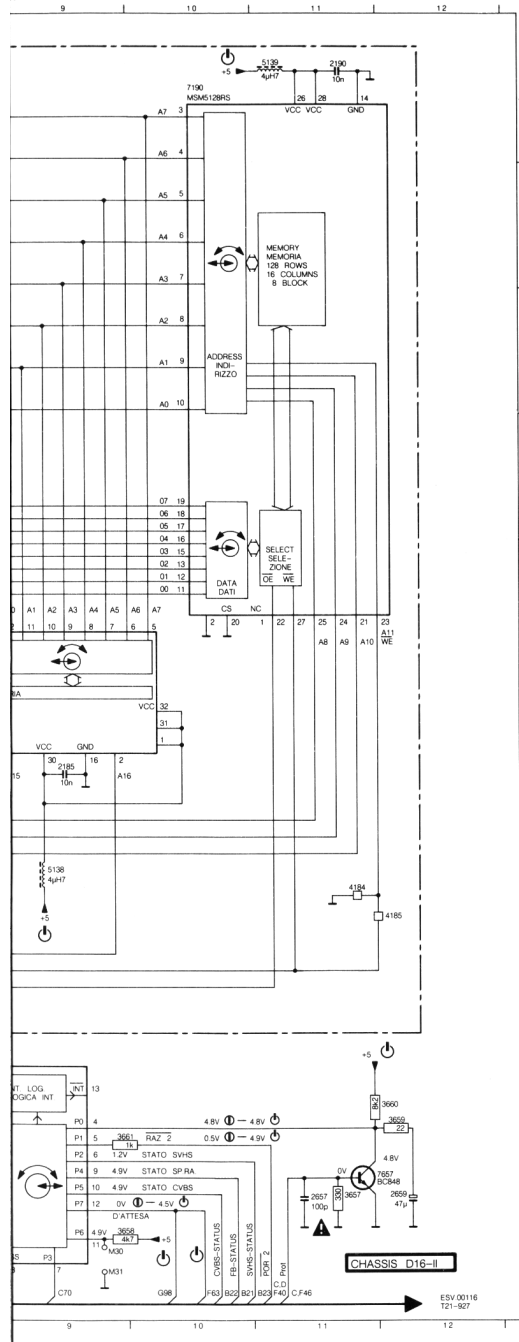 9 10 11 12
5139 2190
+5 4µH7 10n
7190
MSM5128RS
26 28 14
VCC VCC GND
A7 3
A6 4
A5 5
A4 6
A3 7
A2 8
A1 9
A0 10
MEMORY
MEMORIA
128 ROWS
16 COLUMNS
8 BLOCK
ADDRESS
INDI-
RIZZO
07 19
06 18
05 17
04 16
03 15
02 13
01 12
00 11
DATA
DATI
SELECT
SELE-
ZIONE
OE WE
CS NC
2 20 1 22 27 25 24 21 23
A8 A9 A10 A11
WE
A1 A2 A3 A4 A5 A6 A7
11 10 9 8 7 6 5
VCC 32
31
1
VCC GND
30 16 2
15 2185 A16
10n
5138
4µH7
+5
4184
4185
+5
INT 13
NT. LOG.
OGICA INT
8k2 3660
3659
22
P0 4 4.8V — 4.8V
P1 5 3661 RAZ 2 0.5V — 4.9V
1k
P2 6 1.2V STATO SVHS
P4 9 4.9V STATO SP.RA
P5 10 4.9V STATO CVBS
P7 12 0V — 4.5V
D'ATTESA
P6 4.9V 3658 +5
11 M30 4k7
P3 M31
7
4.8V
0V
7657
BC848
2657
100p
330
3657
2659
47µ
CVBS-STATUS
FB-STATUS
SVHS-STATUS
POR 2
C,D Prot
CHASSIS D16-II
C70 G98 F63 B22 B21 B23 F40 C,F46
ESV.00116
T21-927
9 10 11 12